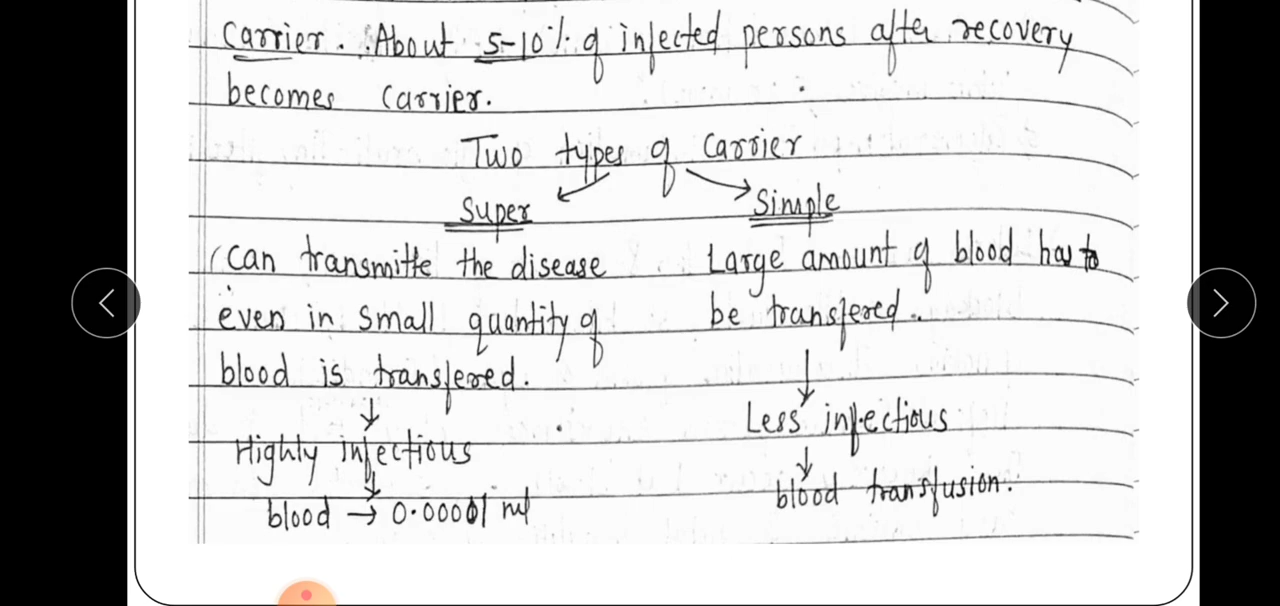 Carrier. About 5-10% of infected persons after recovery
becomes carrier.
Two types of carrier
Super
Simple
Can transmitte the disease
even in small quantity of
blood is transfered.
Highly infectious
blood → 0.00001 ml
Large amount of blood has to
be transfered..
Less infectious
blood transfusion.